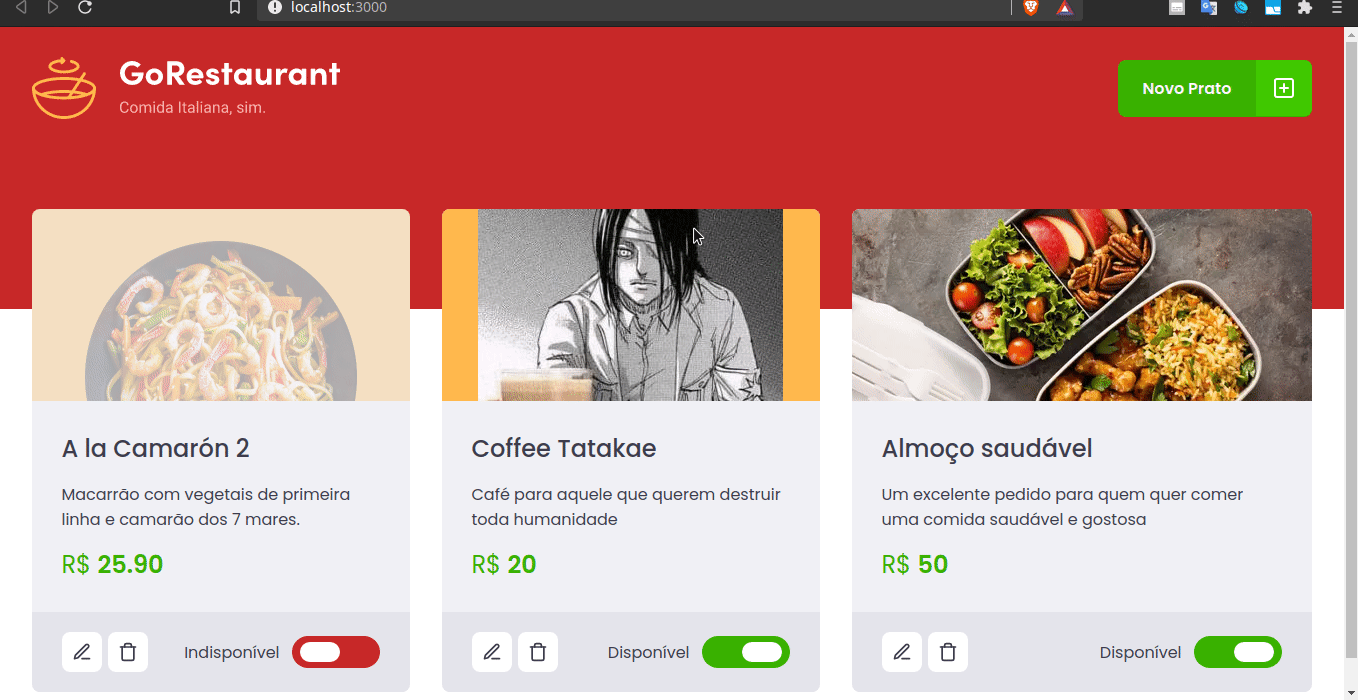 localhost:3000
GoRestaurant
Comida Italiana, sim.
Novo Prato
A la Camarón 2
Macarrão com vegetais de primeira
linha e camarão dos 7 mares.
R$ 25.90
Indisponível
Coffee Tatakae
Café para aquele que querem destruir
toda humanidade
R$ 20
Disponível
Almoço saudável
Um excelente pedido para quem quer comer
uma comida saudável e gostosa
R$ 50
Disponível